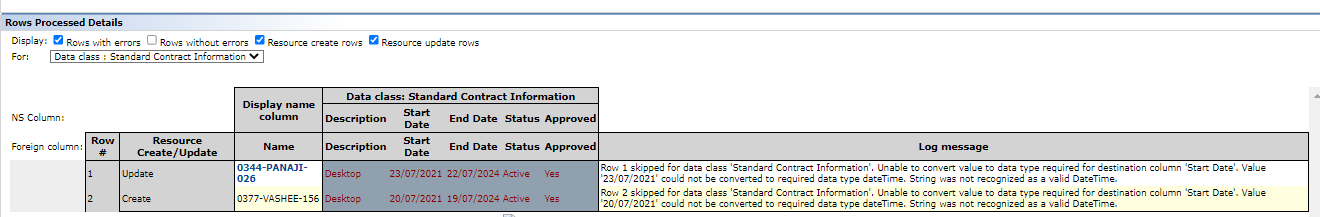 Rows Processed Details
Display: Rows with errors Rows without errors Resource create rows Resource update rows
For: Data class : Standard Contract Information
NS Column: Display name column Data class: Standard Contract Information
Description Start Date End Date Status Approved
Foreign column: Row # Resource Create/Update Name Description Start Date End Date Status Approved Log message
1 Update 0344-PANAJI-026 Desktop 23/07/2021 22/07/2024 Active Yes Row 1 skipped for data class 'Standard Contract Information'. Unable to convert value to data type required for destination column 'Start Date'. Value
'23/07/2021' could not be converted to required data type dateTime. String was not recognized as a valid DateTime.
2 Create 0377-VASHEE-156 Desktop 20/07/2021 19/07/2024 Active Yes Row 2 skipped for data class 'Standard Contract Information'. Unable to convert value to data type required for destination column 'Start Date'. Value
'20/07/2021' could not be converted to required data type dateTime. String was not recognized as a valid DateTime.